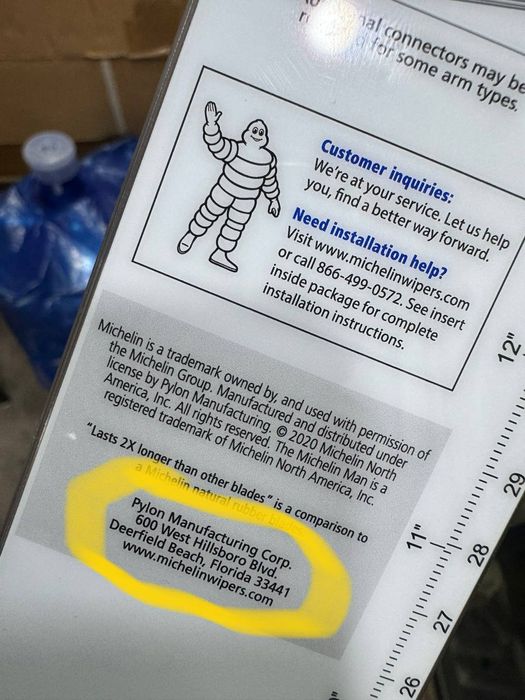 nal connectors may be
for some arm types.
Customer inquiries:
We're at your service. Let us help
you, find a better way forward.
Need installation help?
Visit www.michelinwipers.com
or call 866-499-0572. See insert
inside package for complete
installation instructions.
Michelin is a trademark owned by, and used with permission of
the Michelin Group. Manufactured and distributed under
license by Pylon Manufacturing. © 2020 Michelin North
America, Inc. All rights reserved. The Michelin Man is a
registered trademark of Michelin North America, Inc.
"Lasts 2X longer than other blades" is a comparison to
a Michelin natural rubber
Pylon Manufacturing Corp.
600 West Hillsboro Blvd.
Deerfield Beach, Florida 33441
www.michelinwipers.com
12"
29
11"
28
27
26